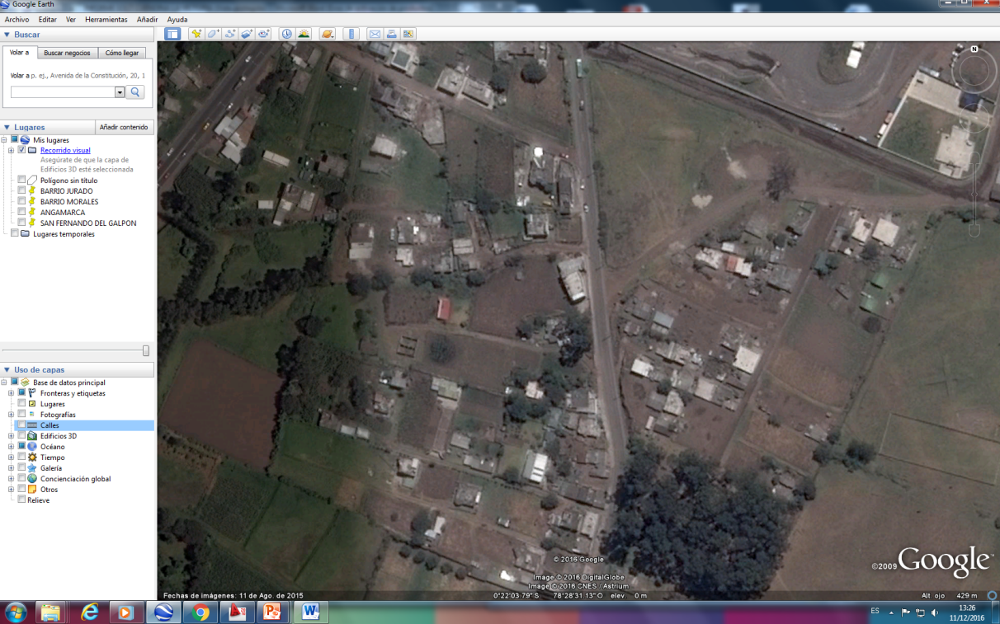 Google Earth
Archivo Editar Ver Herramientas Añadir Ayuda
Buscar
Volar a Buscar negocios Cómo llegar
Volar a p. ej., Avenida de la Constitución, 20, 1
Lugares Añadir contenido
Mis lugares
Recorrido visual
Asegúrate de que la capa de
Edificios 3D esté seleccionada
Polígono sin título
BARRIO JURADO
BARRIO MORALES
ANGAMARCA
SAN FERNANDO DEL GALPON
Lugares temporales
Uso de capas
Base de datos principal
Fronteras y etiquetas
Lugares
Fotografías
Calles
Edificios 3D
Océano
Tiempo
Galería
Concienciación global
Otros
Relieve
N
© 2016 Google
Image © 2016 DigitalGlobe
Image © 2016 CNES / Astrium
©2009 Google
Fechas de imágenes: 11 de Ago. de 2015 0°22'03.79" S 78°28'31.13" O elev. 0 m Alt. ojo 429 m
ES 13:26
11/12/2016